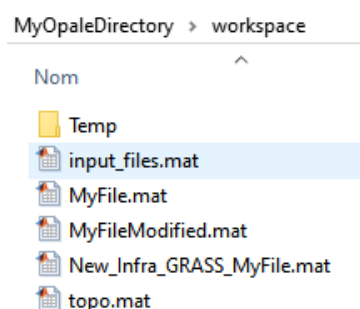 MyOpaleDirectory > workspace
Nom
Temp
input_files.mat
MyFile.mat
MyFileModified.mat
New_Infra_GRASS_MyFile.mat
topo.mat